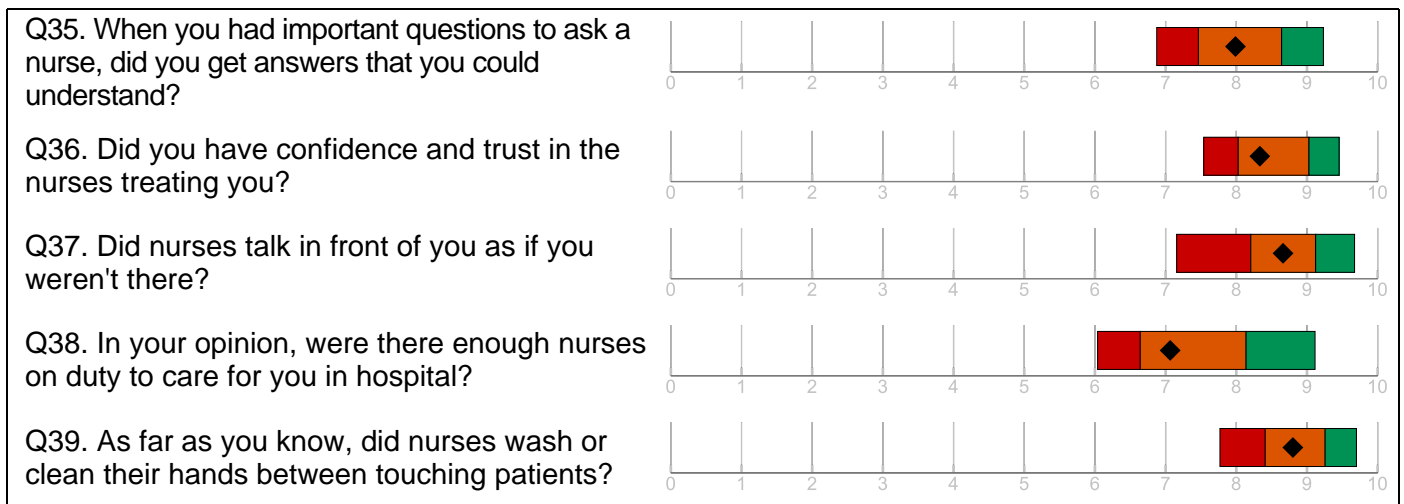 Q35. When you had important questions to ask a
nurse, did you get answers that you could
understand?
0 1 2 3 4 5 6 7 8 9 10
Q36. Did you have confidence and trust in the
nurses treating you?
0 1 2 3 4 5 6 7 8 9 10
Q37. Did nurses talk in front of you as if you
weren't there?
0 1 2 3 4 5 6 7 8 9 10
Q38. In your opinion, were there enough nurses
on duty to care for you in hospital?
0 1 2 3 4 5 6 7 8 9 10
Q39. As far as you know, did nurses wash or
clean their hands between touching patients?
0 1 2 3 4 5 6 7 8 9 10